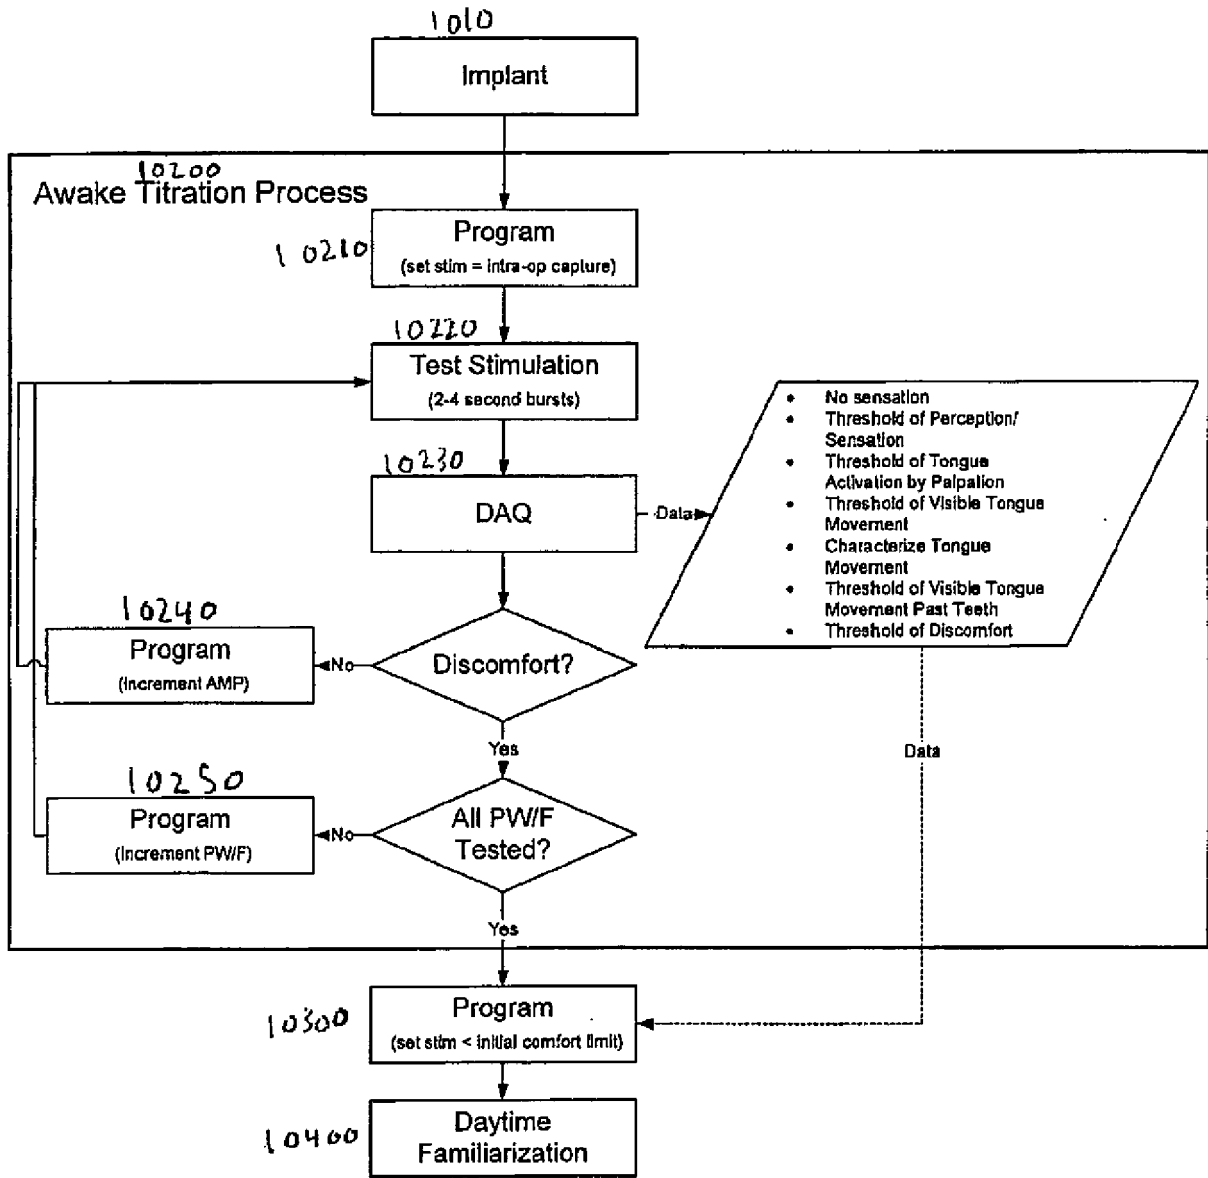 1010
Implant
10200
Awake Titration Process
10210
Program
(set stim = intra-op capture)
10220
Test Stimulation
(2-4 second bursts)
10230
DAQ
Data
• No sensation
• Threshold of Perception/
Sensation
• Threshold of Tongue
Activation by Palpalion
• Threshold of Visible Tongue
Movement
• Characterize Tongue
Movement
• Threshold of Visible Tongue
Movement Past Teeth
• Threshold of Discomfort
10240
Program
(Increment AMP)
No
Discomfort?
Yes
Data
10250
Program
(Increment PW/F)
No
All PW/F
Tested?
Yes
10300
Program
(set stim < initial comfort limit)
10400
Daytime
Familiarization